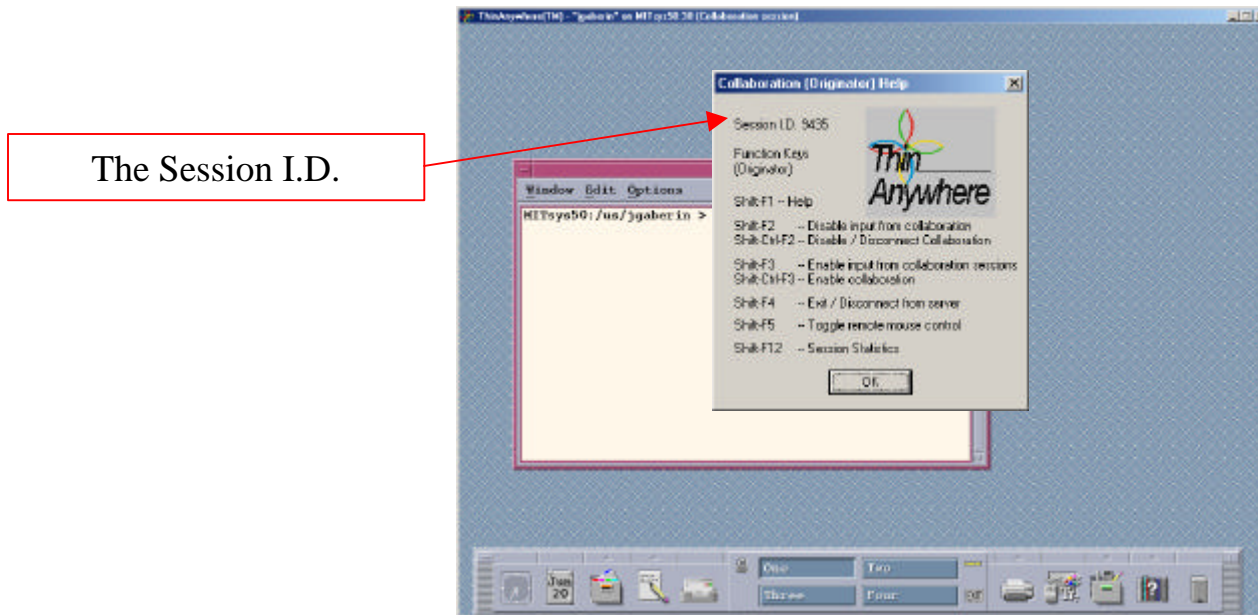 ThinAnywhere(TM) - "jgaberin" on MITsys50:38 (Collaboration session)
Collaboration (Originator) Help
The Session I.D.
Session I.D. 9435
Function Keys
(Originator)
Thin
Anywhere
Shift-F1 -- Help
Shift-F2 -- Disable input from collaboration
Shift-Ctrl-F2 -- Disable / Disconnect Collaboration
Shift-F3 -- Enable input from collaboration sessions
Shift-Ctrl-F3 -- Enable collaboration
Shift-F4 -- Exit / Disconnect from server
Shift-F5 -- Toggle remote mouse control
Shift-F12 -- Session Statistics
OK
Window Edit Options
MITsys50:/us/jgaberin >
Jun
20
One
Two
Three
Four
EXIT